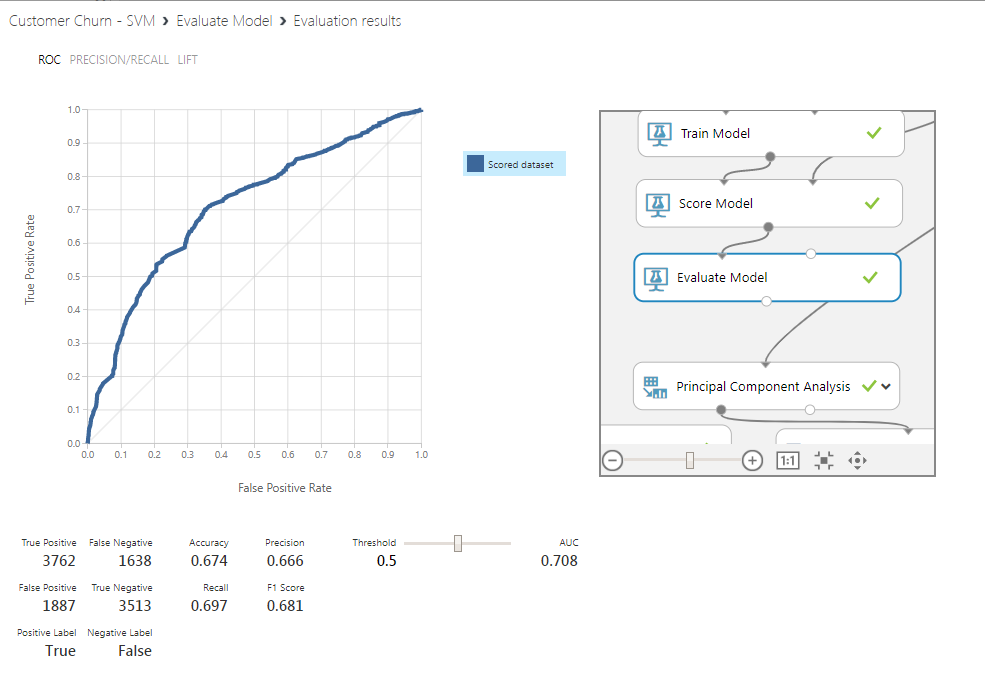 Customer Churn - SVM › Evaluate Model › Evaluation results
ROC PRECISION/RECALL LIFT
True Positive Rate
1.0
0.9
0.8
0.7
0.6
0.5
0.4
0.3
0.2
0.1
0.0
0.0 0.1 0.2 0.3 0.4 0.5 0.6 0.7 0.8 0.9 1.0
False Positive Rate
Scored dataset
Train Model
Score Model
Evaluate Model
Principal Component Analysis
1:1
True Positive False Negative Accuracy Precision Threshold AUC
3762 1638 0.674 0.666 0.5 0.708
False Positive True Negative Recall F1 Score
1887 3513 0.697 0.681
Positive Label Negative Label
True False